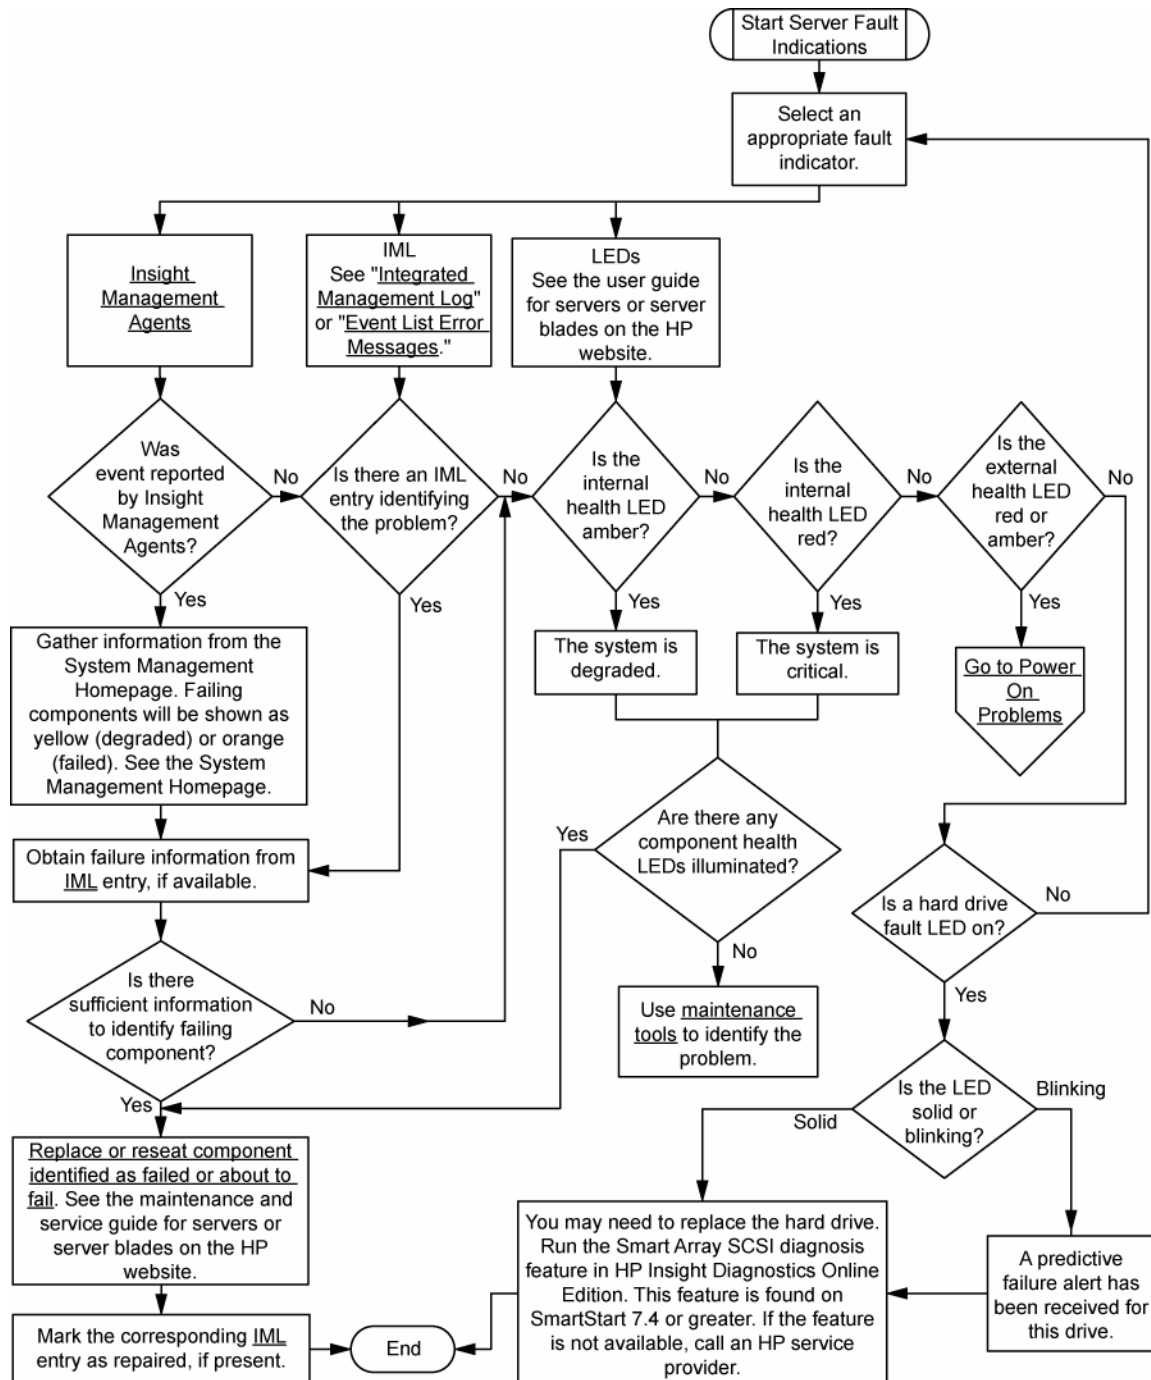 Start Server Fault
Indications
Select an
appropriate fault
indicator.
Insight
Management
Agents
IML
See "Integrated
Management Log"
or "Event List Error
Messages."
LEDs
See the user guide
for servers or server
blades on the HP
website.
Was
event reported
by Insight
Management
Agents?
No
Yes
Is there an IML
entry identifying
the problem?
No
Yes
Is the
internal
health LED
amber?
No
Yes
Is the
internal
health LED
red?
No
Yes
Is the
external
health LED
red or
amber?
No
Yes
Gather information from the
System Management
Homepage. Failing
components will be shown as
yellow (degraded) or orange
(failed). See the System
Management Homepage.
The system is
degraded.
The system is
critical.
Go to Power
On
Problems
Obtain failure information from
IML entry, if available.
Are there any
component health
LEDs illuminated?
Yes
No
Is a hard drive
fault LED on?
No
Yes
Is there
sufficient information
to identify failing
component?
No
Yes
Use maintenance
tools to identify the
problem.
Is the LED
solid or
blinking?
Solid
Blinking
Replace or reseat component
identified as failed or about to
fail. See the maintenance and
service guide for servers or
server blades on the HP
website.
You may need to replace the hard drive.
Run the Smart Array SCSI diagnosis
feature in HP Insight Diagnostics Online
Edition. This feature is found on
SmartStart 7.4 or greater. If the feature
is not available, call an HP service
provider.
A predictive
failure alert has
been received for
this drive.
Mark the corresponding IML
entry as repaired, if present.
End